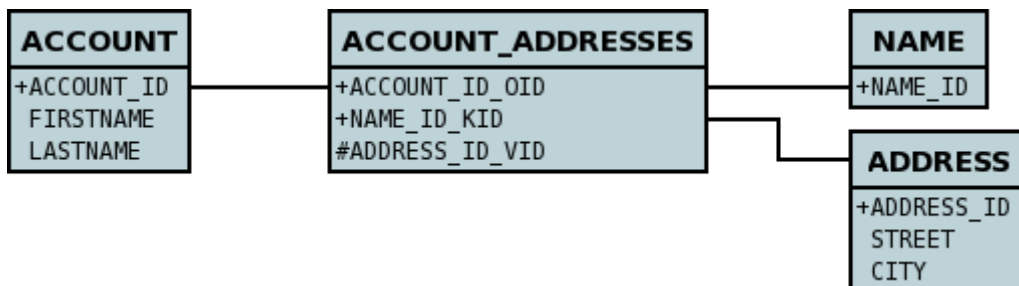 ACCOUNT
+ACCOUNT_ID
FIRSTNAME
LASTNAME
ACCOUNT_ADDRESSES
+ACCOUNT_ID_OID
+NAME_ID_KID
#ADDRESS_ID_VID
NAME
+NAME_ID
ADDRESS
+ADDRESS_ID
STREET
CITY